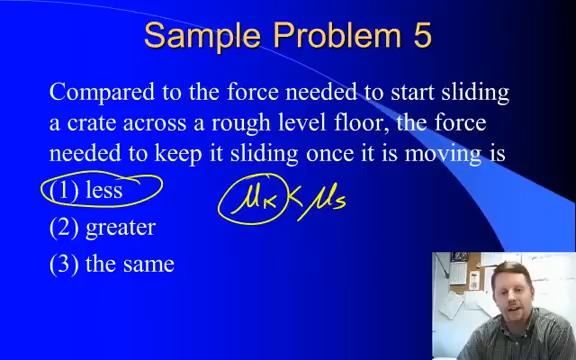 Sample Problem 5
Compared to the force needed to start sliding
a crate across a rough level floor, the force
needed to keep it sliding once it is moving is
(1) less
μK < μs
(2) greater
(3) the same